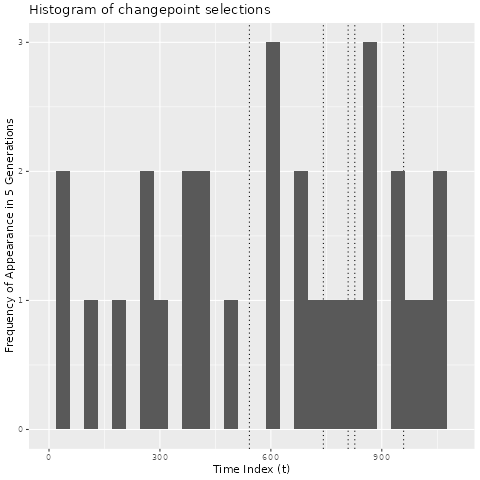 Histogram of changepoint selections
Frequency of Appearance in 5 Generations
3
2
1
0
0 300 600 900
Time Index (t)